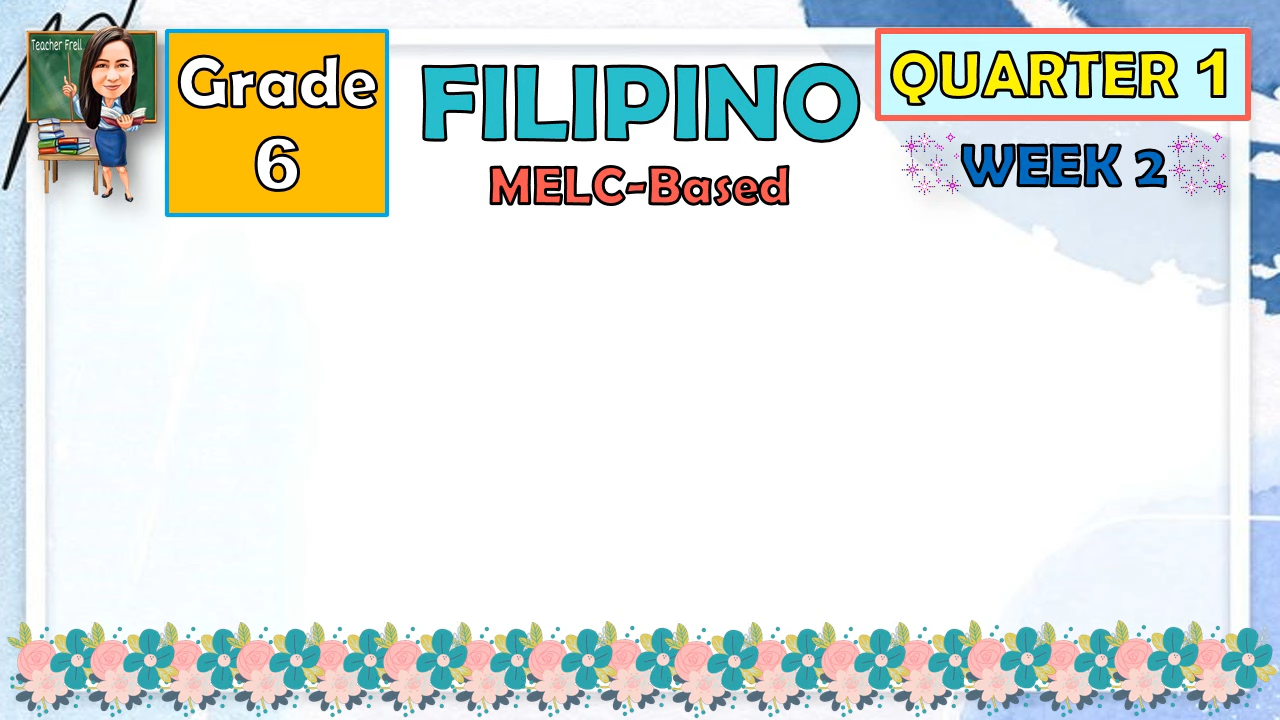 Teacher Frell
Grade
6
FILIPINO
MELC-Based
QUARTER 1
WEEK 2